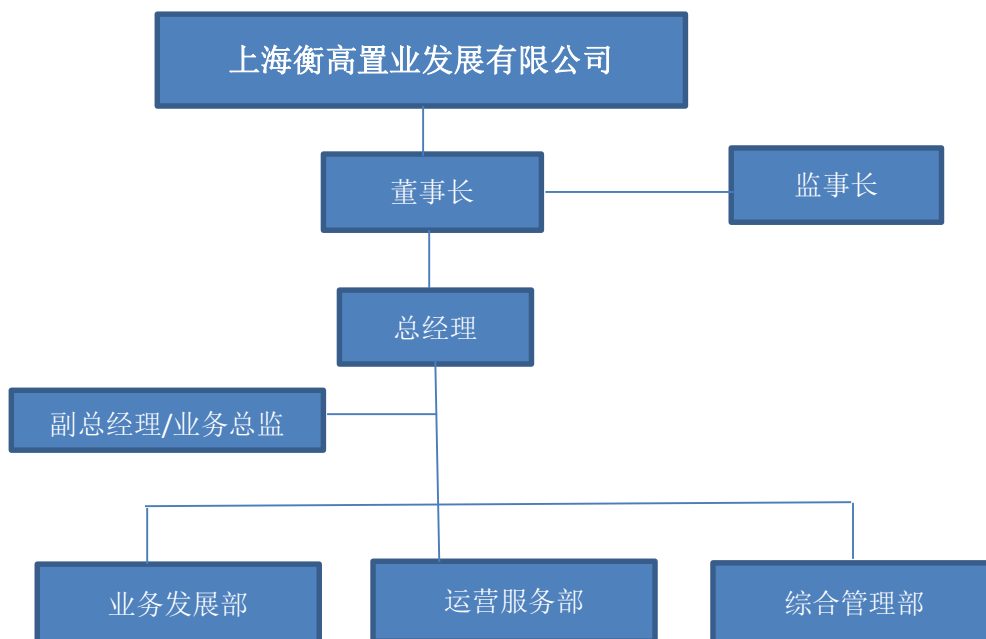 上海衡高置业发展有限公司
董事长
监事长
总经理
副总经理/业务总监
业务发展部
运营服务部
综合管理部